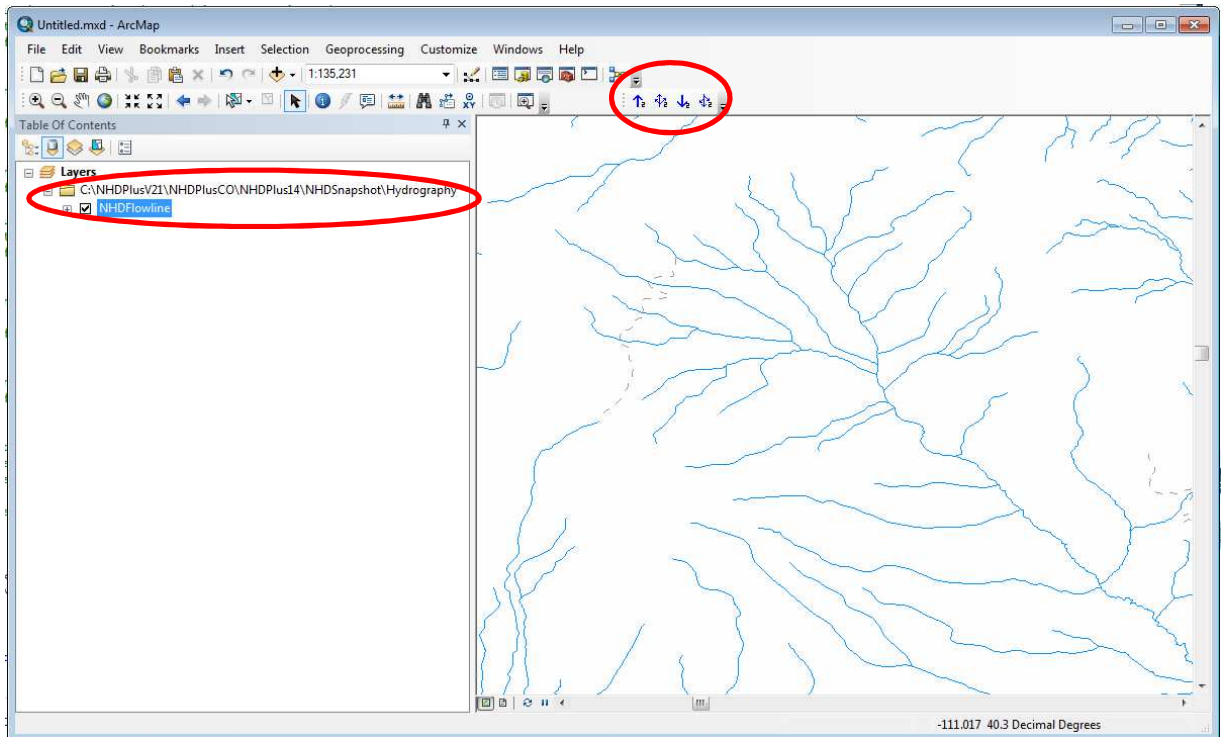 Untitled.mxd - ArcMap
File Edit View Bookmarks Insert Selection Geoprocessing Customize Windows Help
1:135,231
Table Of Contents
Layers
C:\NHDPlusV21\NHDPlusCO\NHDPlus14\NHDSnapshot\Hydrography
NHDFlowline
-111.017 40.3 Decimal Degrees